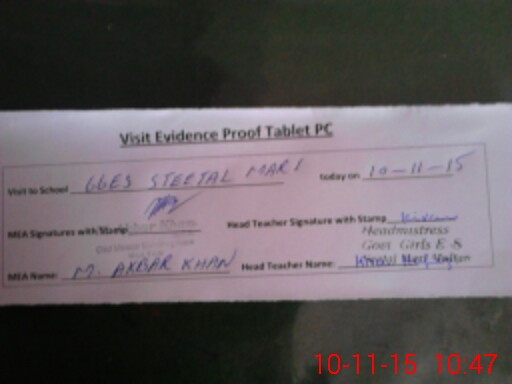 Visit Evidence Proof Tablet PC
Visit to School GGES STEETAL MARI today on 10-11-15
MEA Signatures with Stamp Head Teacher Signature with Stamp
Headmistress
Govt Girls E-S
MEA Name: M. AKBAR KHAN Head Teacher Name:
10-11-15 10:47